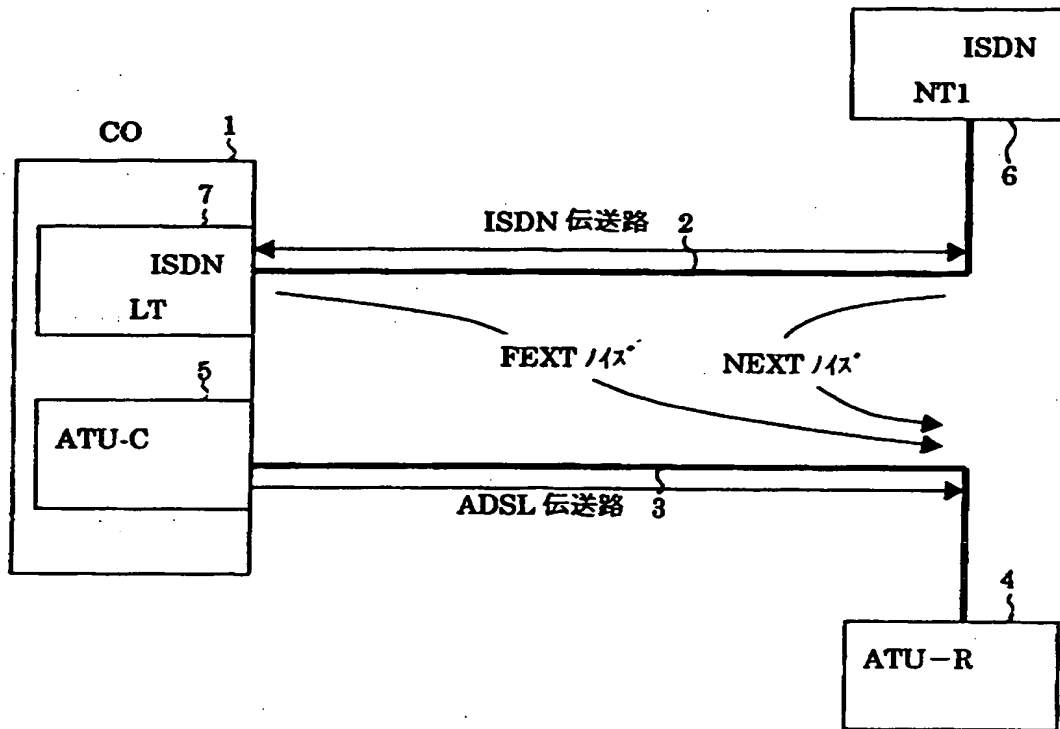 ISDN
NT1
6
CO
1
7
ISDN
LT
ISDN 伝送路 2
FEXT ノイズ
NEXT ノイズ
5
ATU-C
ADSL 伝送路 3
4
ATU－R